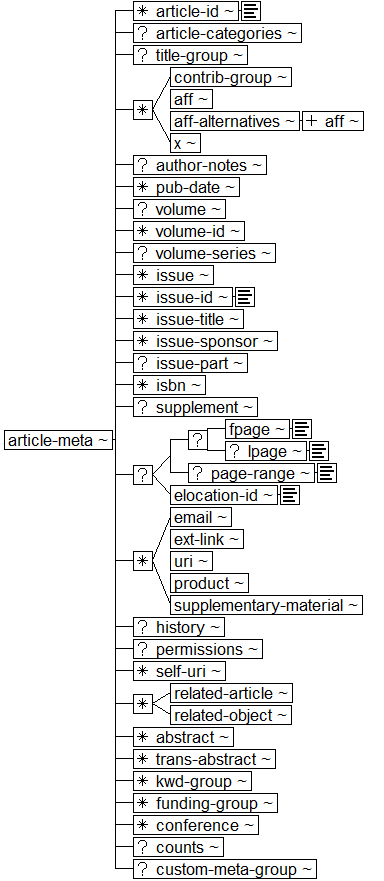 * article-id ~
? article-categories ~
? title-group ~
*
contrib-group ~
aff ~
aff-alternatives ~ + aff ~
x ~
? author-notes ~
* pub-date ~
? volume ~
* volume-id ~
? volume-series ~
* issue ~
* issue-id ~
* issue-title ~
* issue-sponsor ~
? issue-part ~
* isbn ~
? supplement ~
article-meta ~
?
?
fpage ~
? lpage ~
? page-range ~
elocation-id ~
*
email ~
ext-link ~
uri ~
product ~
supplementary-material ~
? history ~
? permissions ~
* self-uri ~
*
related-article ~
related-object ~
* abstract ~
* trans-abstract ~
* kwd-group ~
* funding-group ~
* conference ~
? counts ~
? custom-meta-group ~